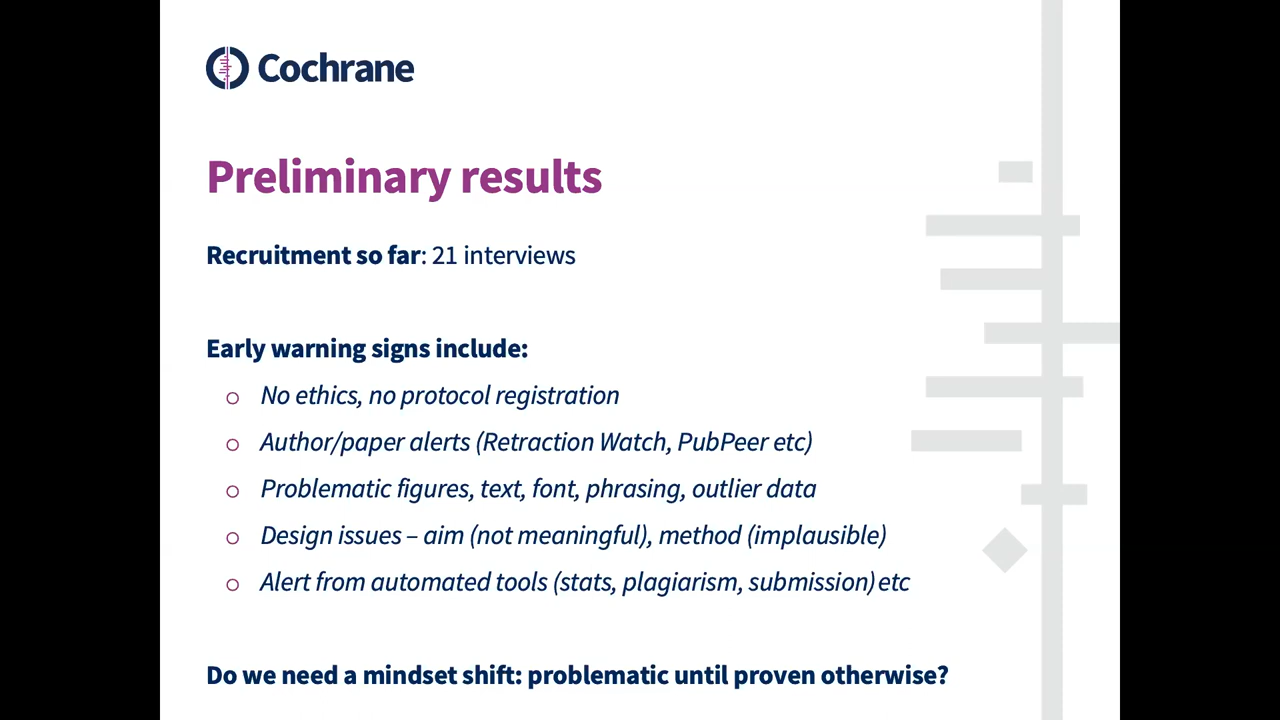 Cochrane
Preliminary results
Recruitment so far: 21 interviews
Early warning signs include:
○ No ethics, no protocol registration
○ Author/paper alerts (Retraction Watch, PubPeer etc)
○ Problematic figures, text, font, phrasing, outlier data
○ Design issues – aim (not meaningful), method (implausible)
○ Alert from automated tools (stats, plagiarism, submission) etc
Do we need a mindset shift: problematic until proven otherwise?